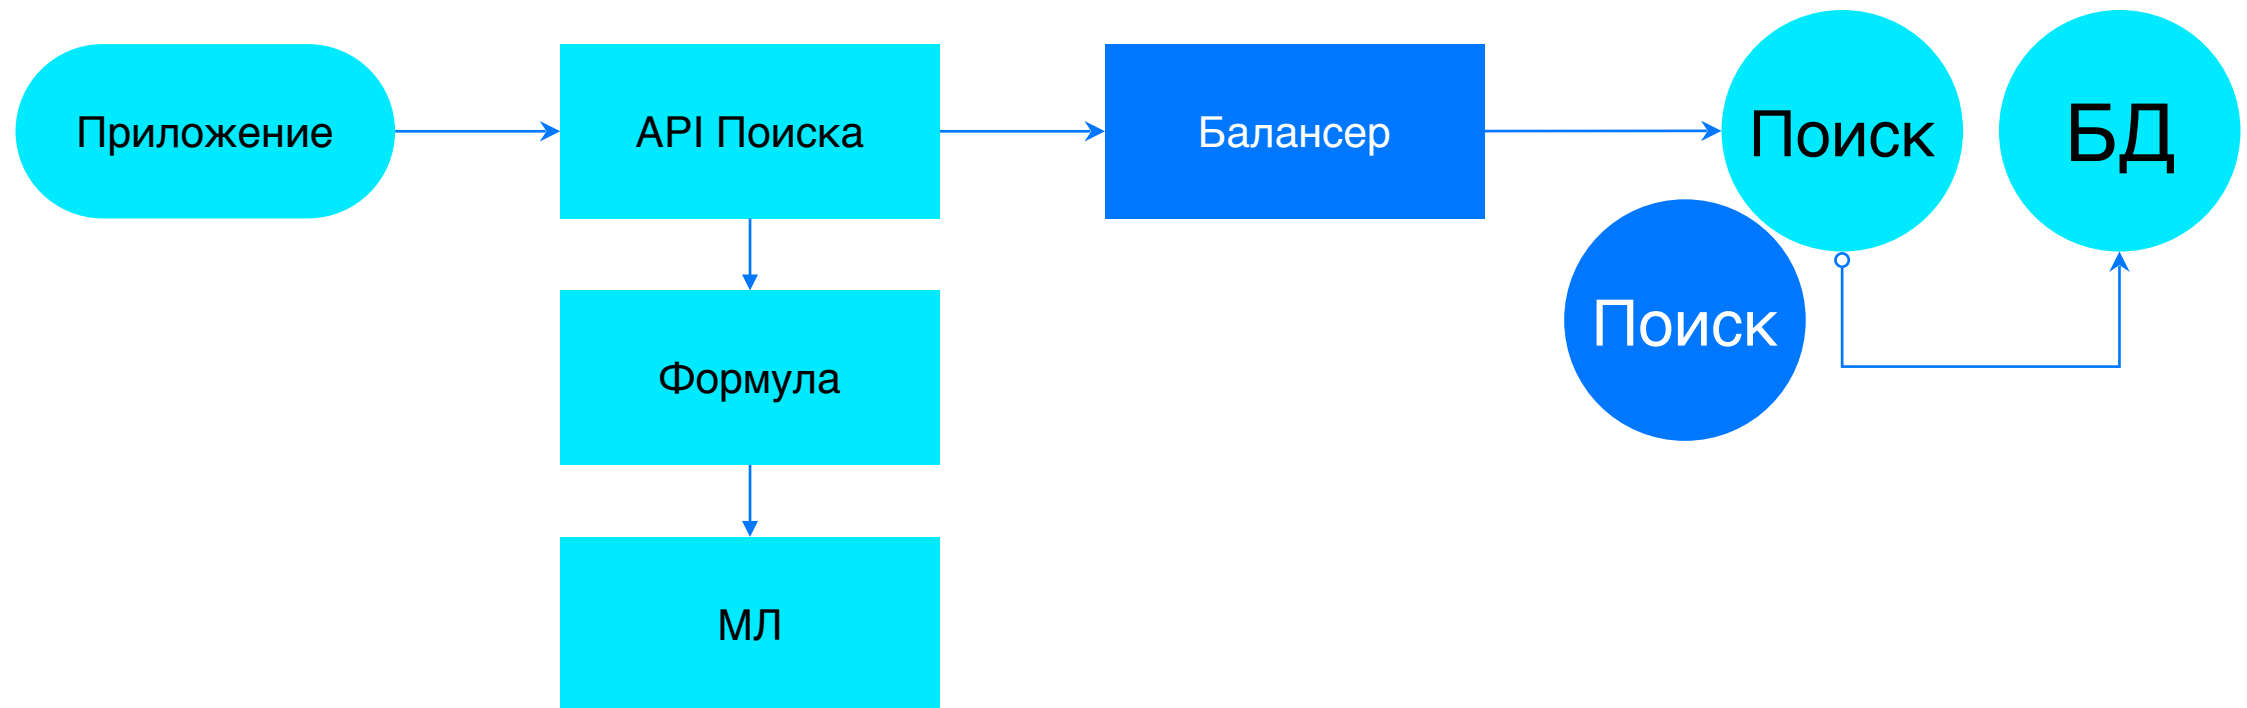 Приложение
API Поиска
Балансер
Поиск
БД
Поиск
Формула
МЛ